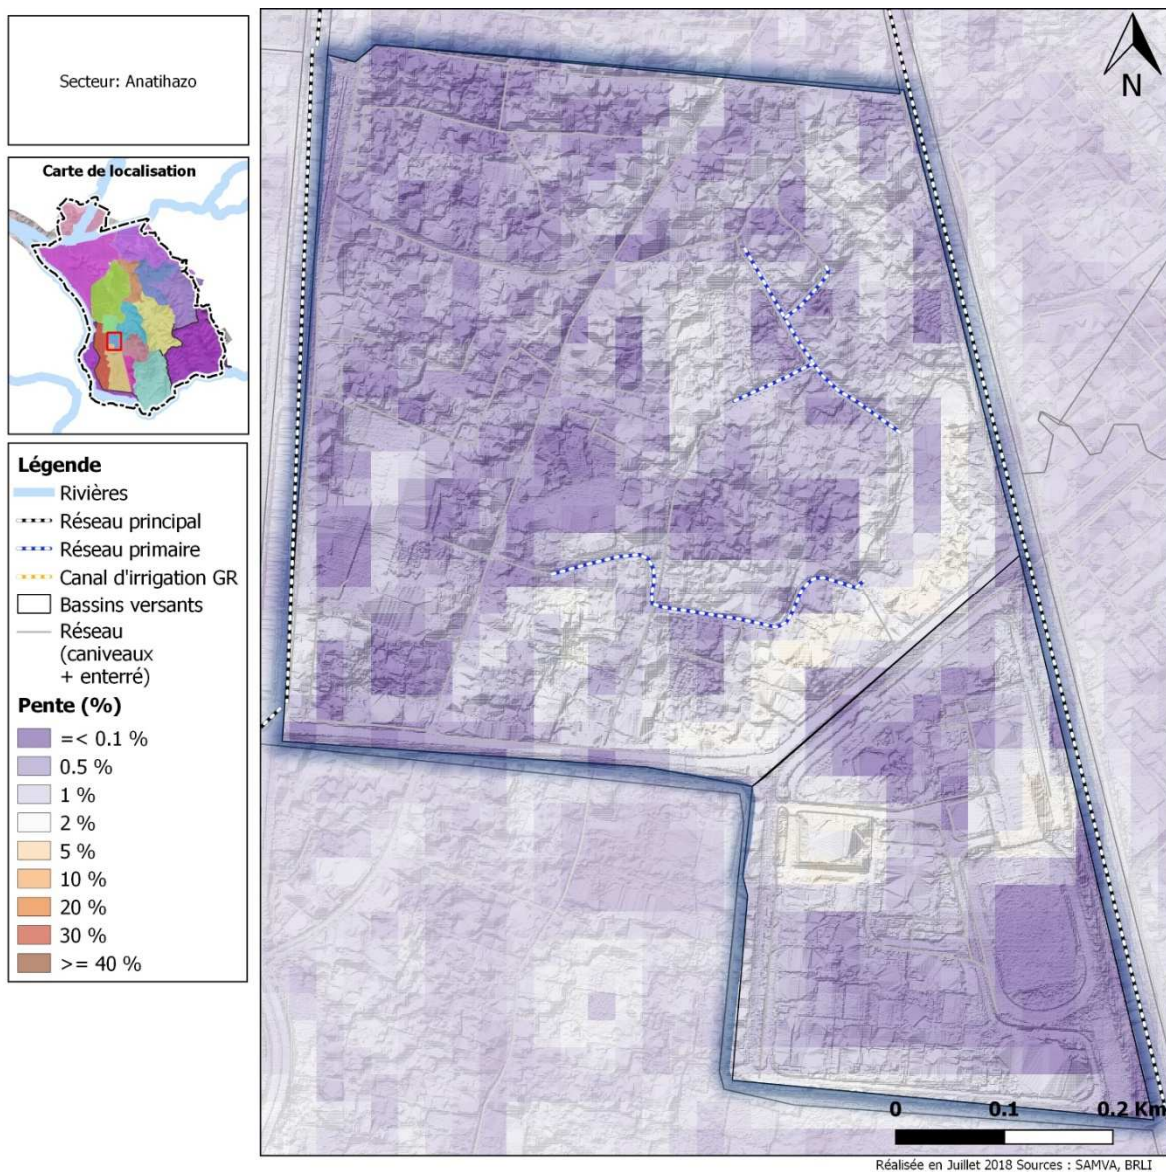 Secteur: Anatihazo
Carte de localisation
Légende
Rivières
Réseau principal
Réseau primaire
Canal d'irrigation GR
Bassins versants
Réseau
(caniveaux
+ enterré)
Pente (%)
=< 0.1 %
0.5 %
1 %
2 %
5 %
10 %
20 %
30 %
>= 40 %
N
0 0.1 0.2 Km
Réalisée en Juillet 2018 Sources : SAMVA, BRLI